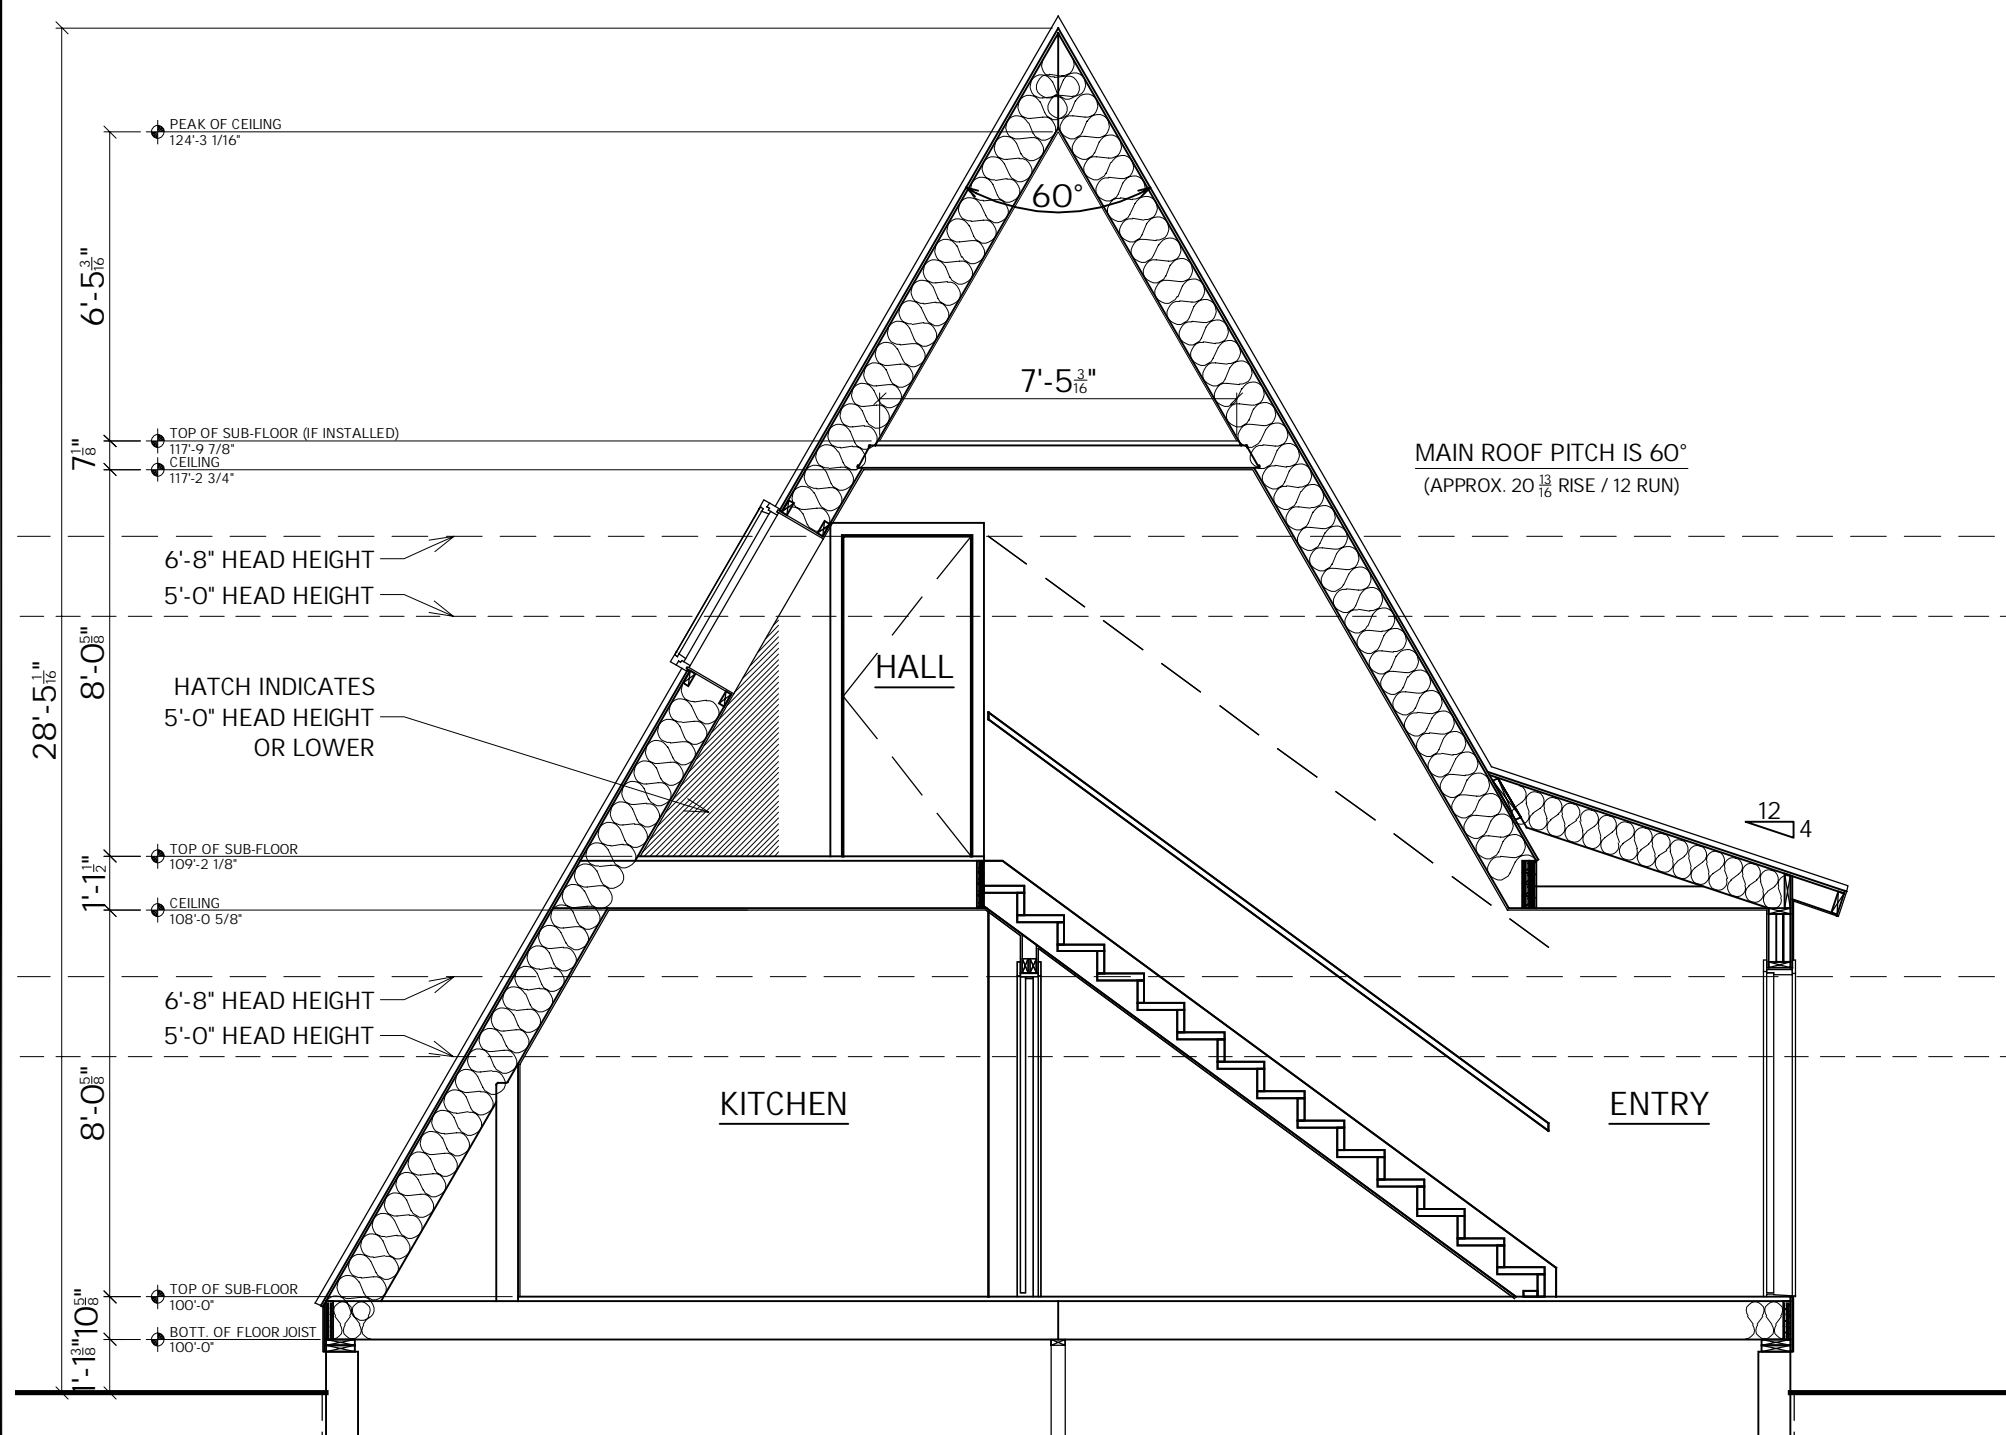 PEAK OF CEILING
124'-3 1/16"
60°
6'-5 3/16"
7'-5 3/16"
TOP OF SUB-FLOOR (IF INSTALLED)
117'-9 7/8"
7 1/8"
CEILING
117'-2 3/4"
MAIN ROOF PITCH IS 60°
(APPROX. 20 13/16 RISE / 12 RUN)
6'-8" HEAD HEIGHT
5'-0" HEAD HEIGHT
8'-0 5/8"
28'-5 1/16"
HALL
HATCH INDICATES
5'-0" HEAD HEIGHT
OR LOWER
12
4
TOP OF SUB-FLOOR
109'-2 1/8"
1'-1 1/2"
CEILING
108'-0 5/8"
6'-8" HEAD HEIGHT
5'-0" HEAD HEIGHT
8'-0 5/8"
KITCHEN
ENTRY
TOP OF SUB-FLOOR
100'-0"
10 5/8"
BOTT. OF FLOOR JOIST
100'-0"
1'-1 3/8"